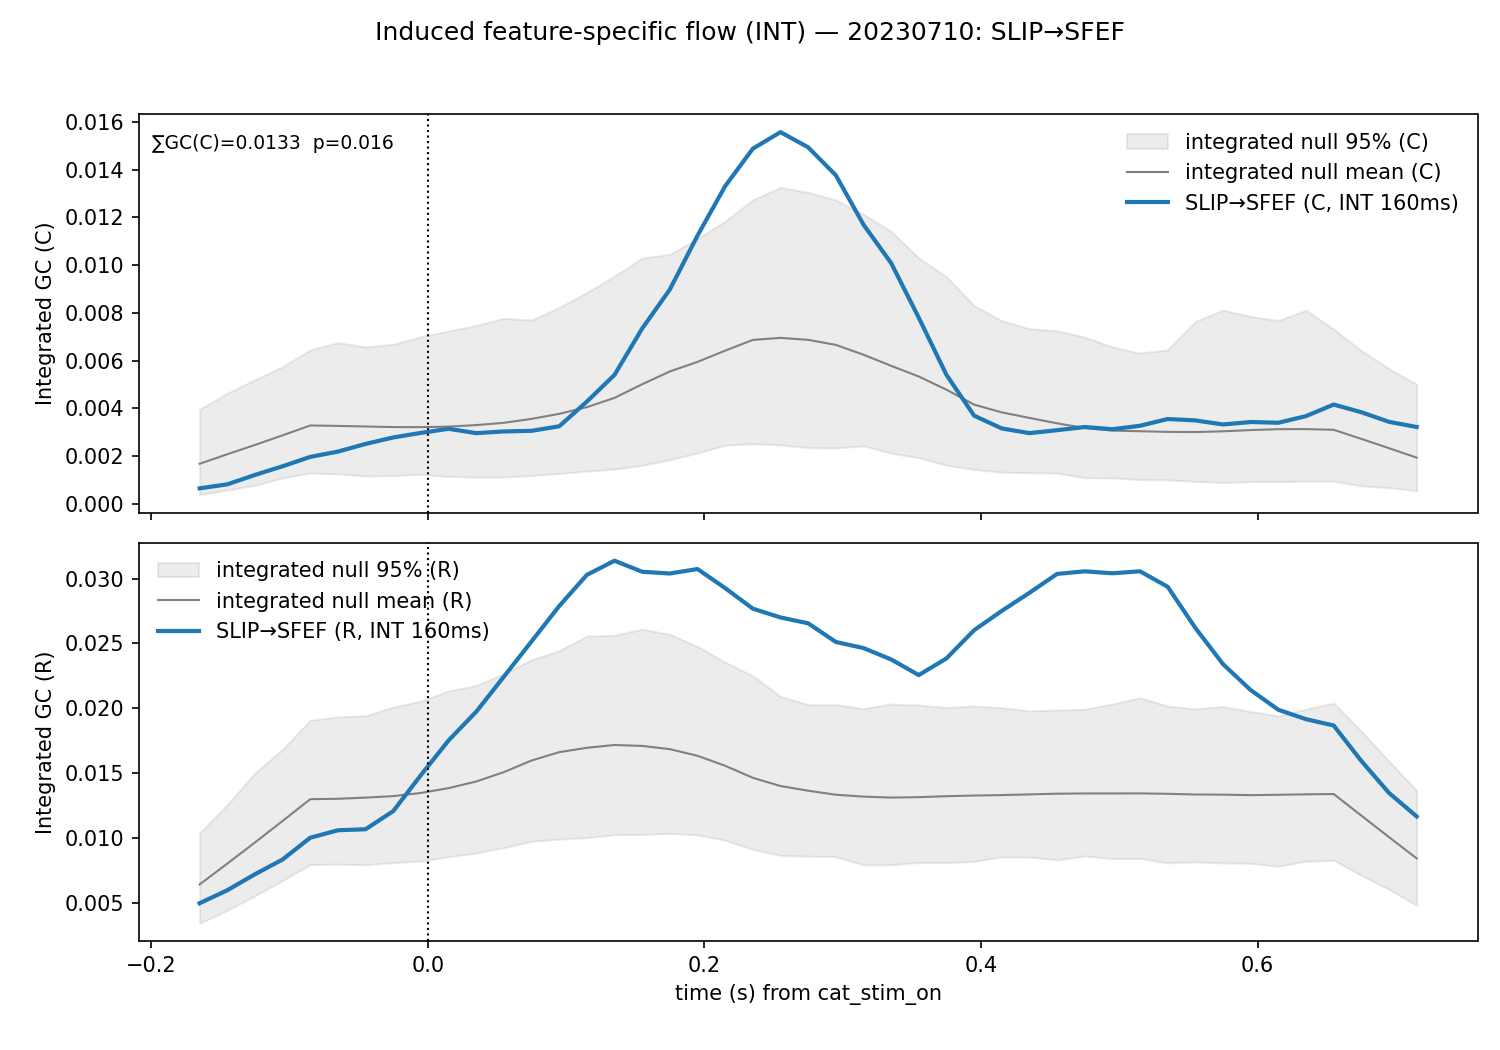 Induced feature-specific flow (INT) — 20230710: SLIP→SFEF
∑GC(C)=0.0133 p=0.016
integrated null 95% (C)
integrated null mean (C)
SLIP→SFEF (C, INT 160ms)
Integrated GC (C)
0.016
0.014
0.012
0.010
0.008
0.006
0.004
0.002
0.000
integrated null 95% (R)
integrated null mean (R)
SLIP→SFEF (R, INT 160ms)
Integrated GC (R)
0.030
0.025
0.020
0.015
0.010
0.005
−0.2 0.0 0.2 0.4 0.6
time (s) from cat_stim_on